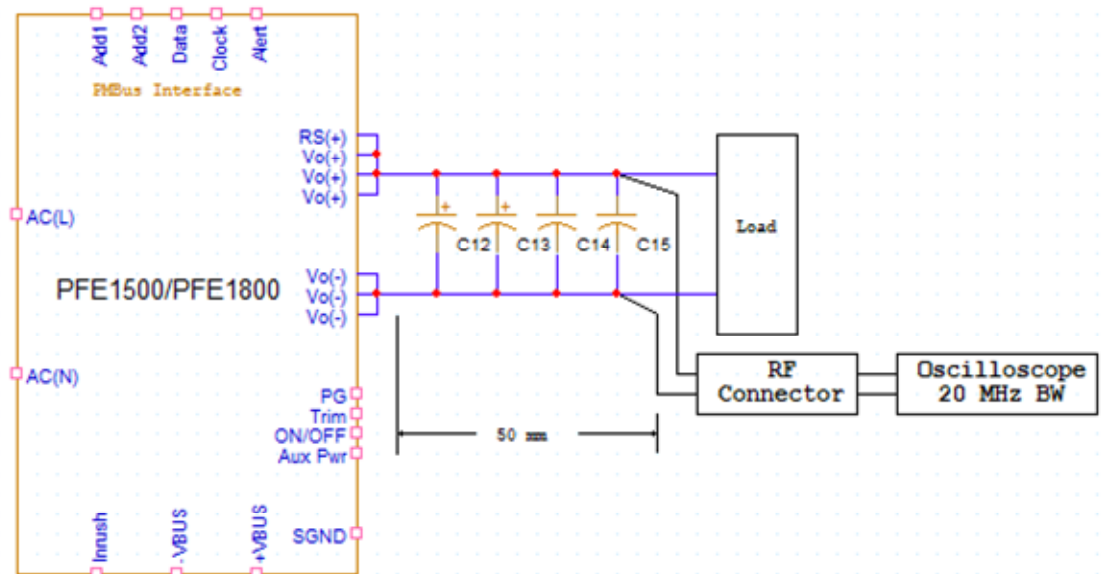 Add1
Add2
Data
Clock
Alert
PMBus Interface
RS(+)
Vo(+)
Vo(+)
Vo(+)
AC(L)
C12
C13
C14
C15
Load
Vo(-)
Vo(-)
Vo(-)
PFE1500/PFE1800
AC(N)
RF
Connector
Oscilloscope
20 MHz BW
PG
Trim
ON/OFF
Aux Pwr
50 mm
SGND
Inrush
-VBUS
+VBUS